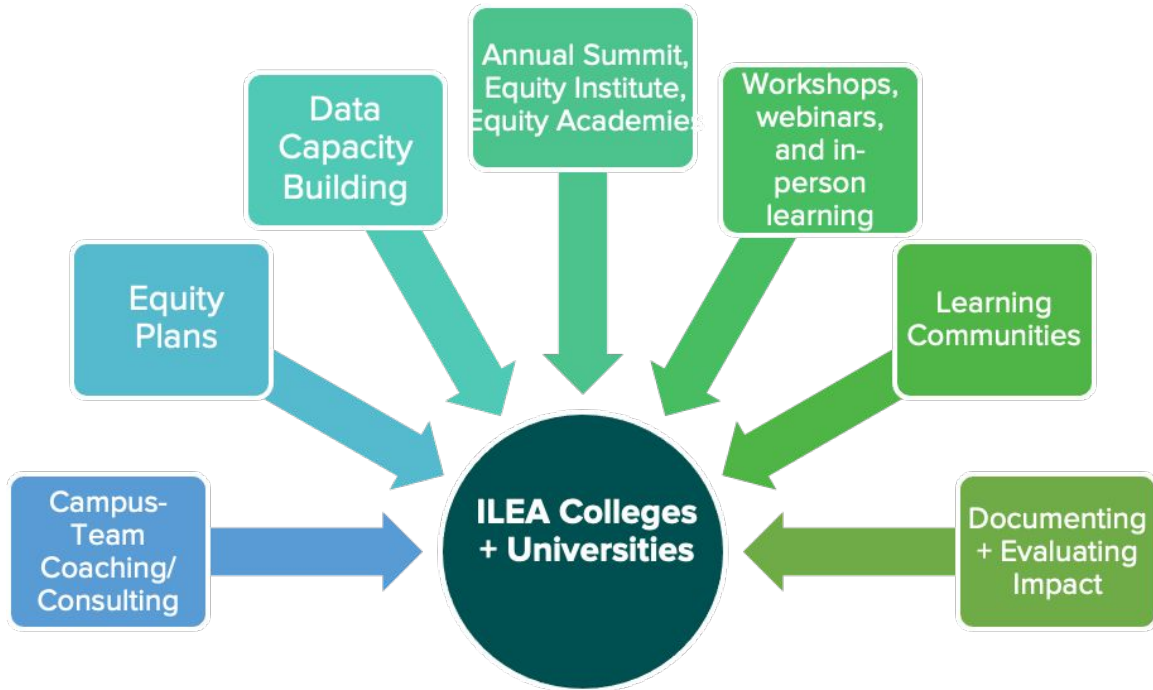 Annual Summit,
Equity Institute,
Equity Academies
Data
Capacity
Building
Workshops,
webinars,
and in-
person
learning
Equity
Plans
Learning
Communities
Campus-
Team
Coaching/
Consulting
ILEA Colleges
+ Universities
Documenting
+ Evaluating
Impact